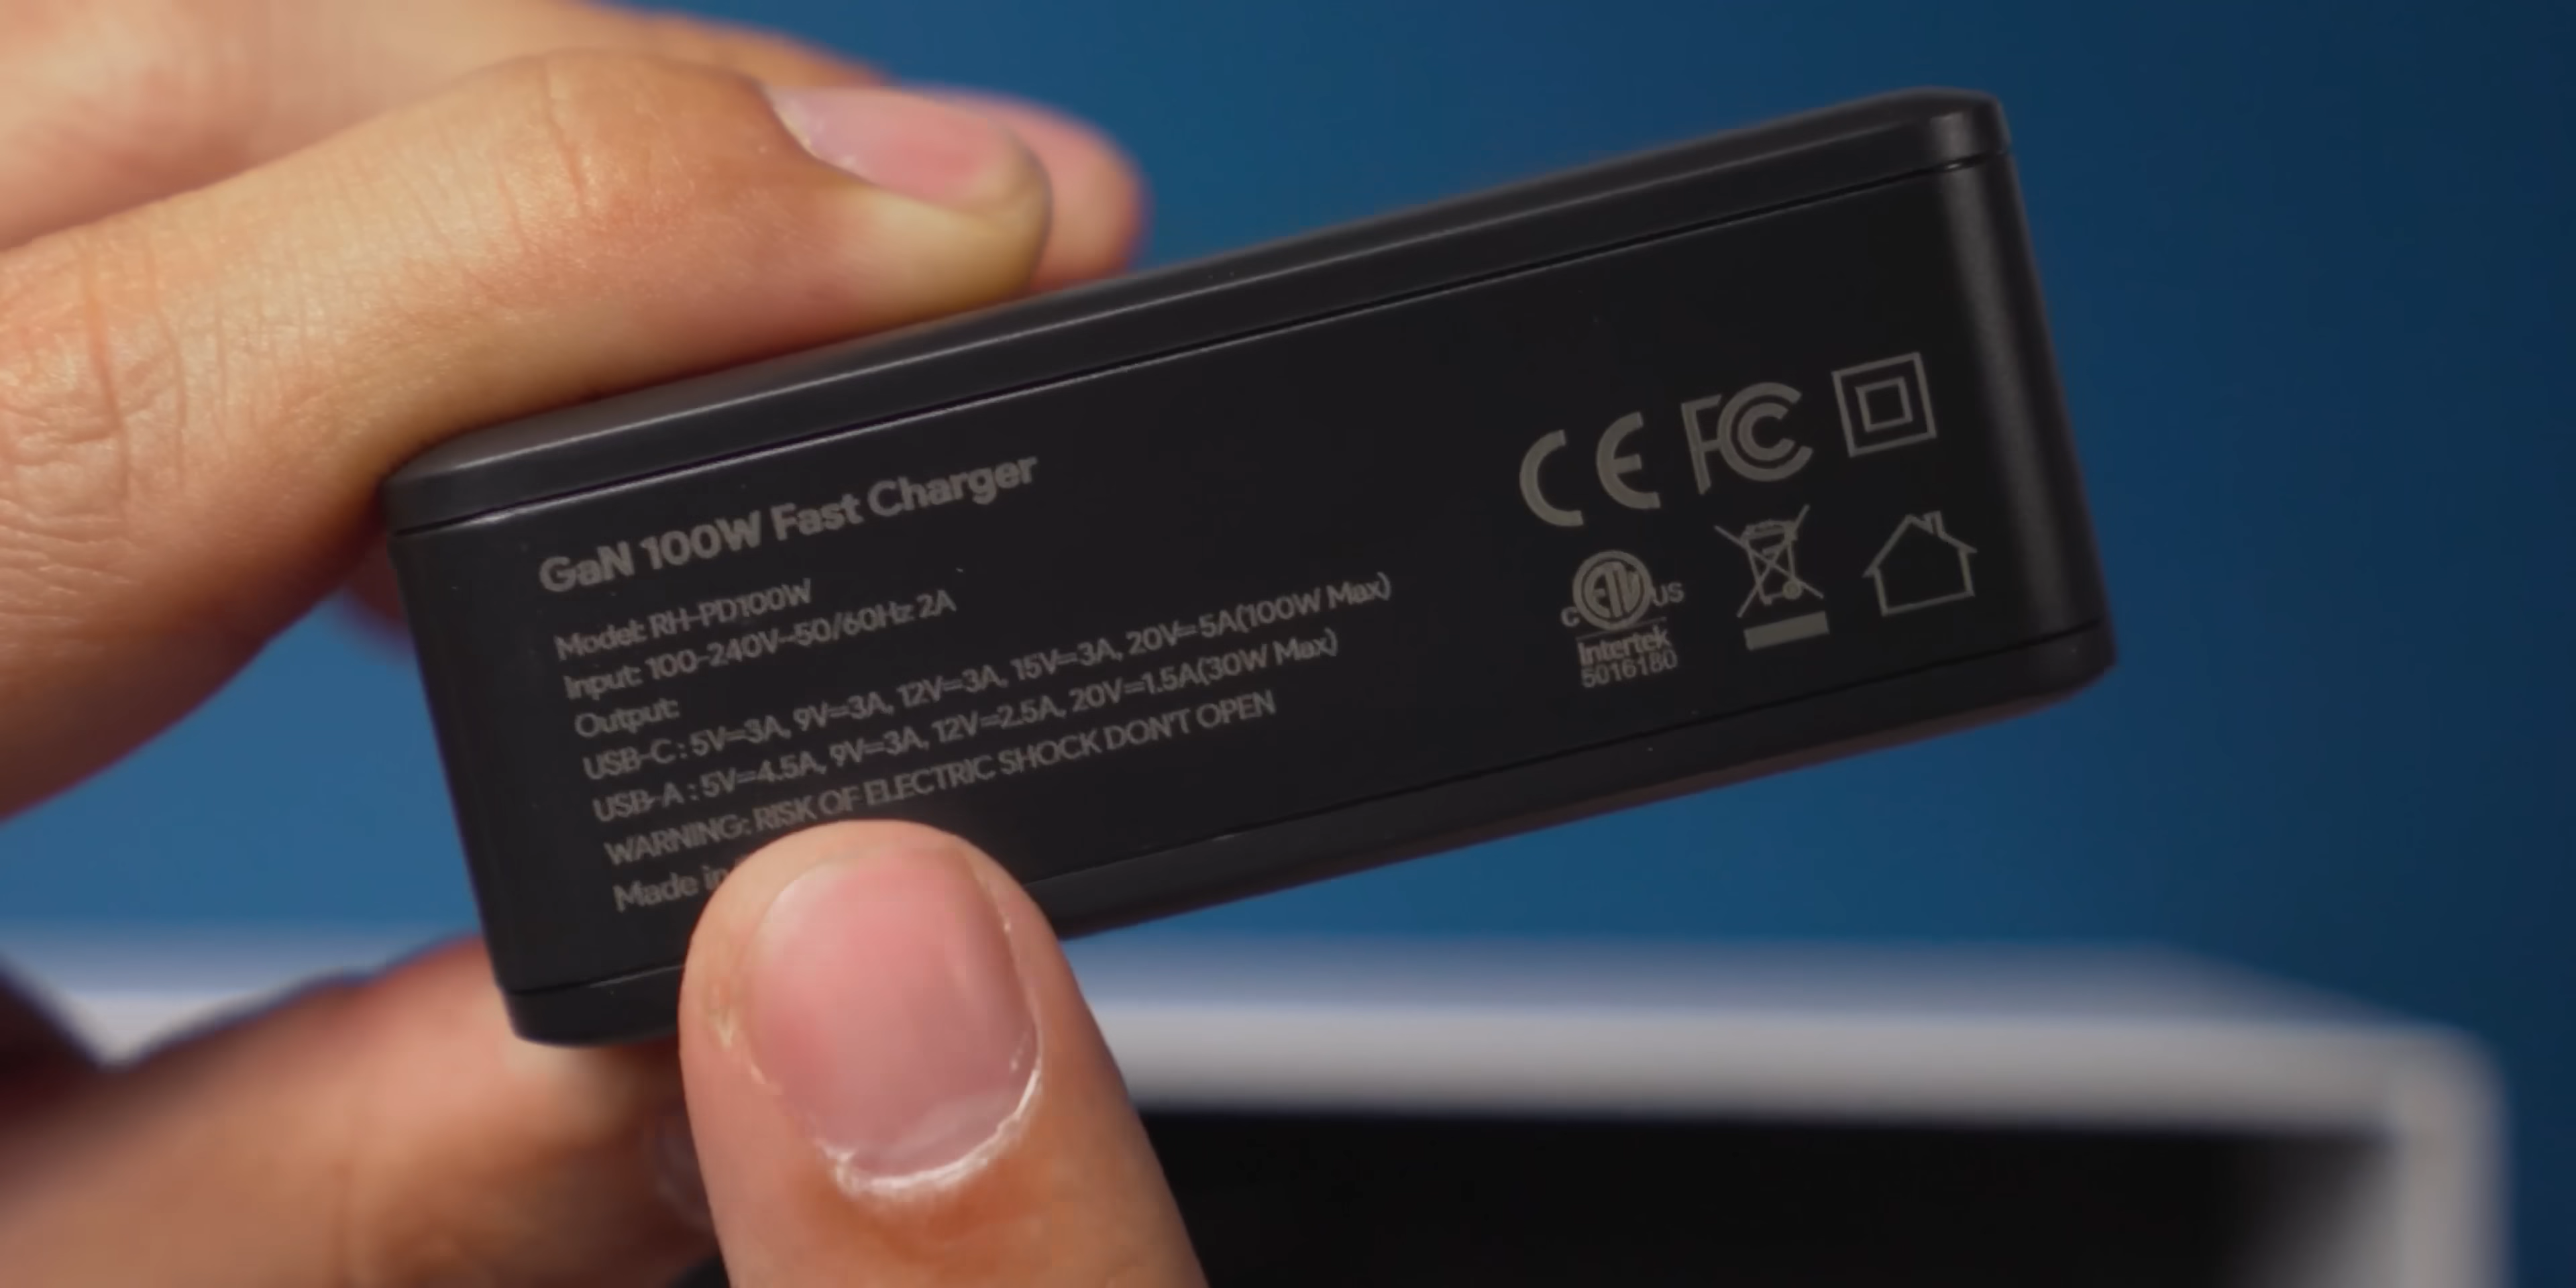 GaN 100W Fast Charger
Model: RH-PD100W
Input: 100-240V~50/60Hz 2A
Output:
USB-C : 5V=3A, 9V=3A, 12V=3A, 15V=3A, 20V=5A(100W Max)
USB-A : 5V=4.5A, 9V=3A, 12V=2.5A, 20V=1.5A(30W Max)
WARNING: RISK OF ELECTRIC SHOCK DON'T OPEN
Made in
CE FC
c ETL US
Intertek
5016180